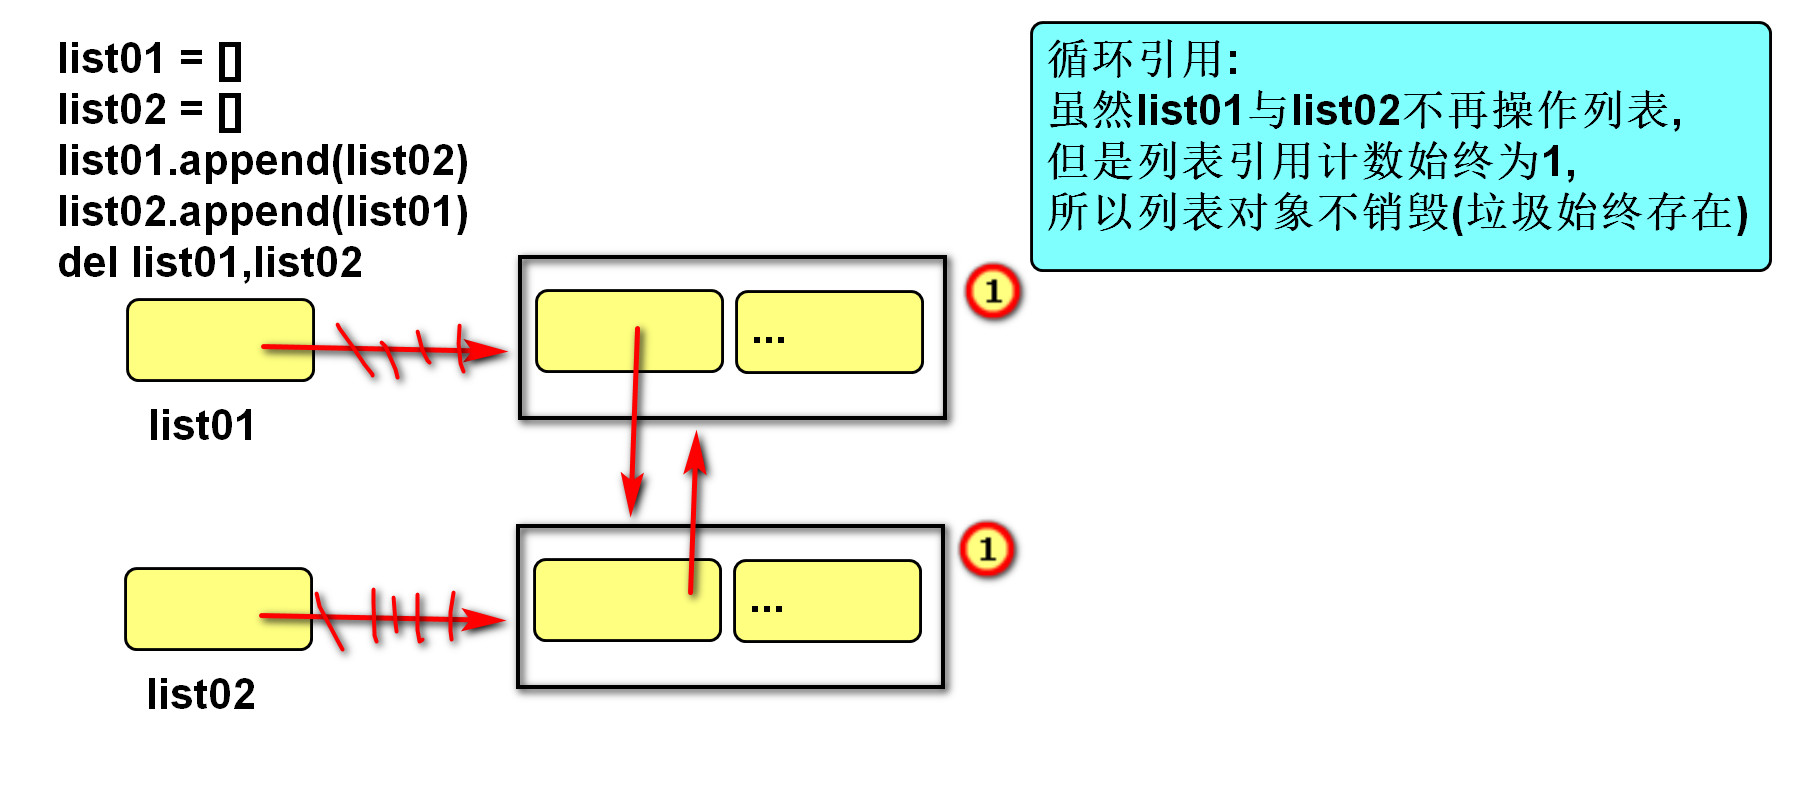 list01 = []
list02 = []
list01.append(list02)
list02.append(list01)
del list01,list02
循环引用:
虽然list01与list02不再操作列表,
但是列表引用计数始终为1,
所以列表对象不销毁(垃圾始终存在)
...
1
list01
...
1
list02